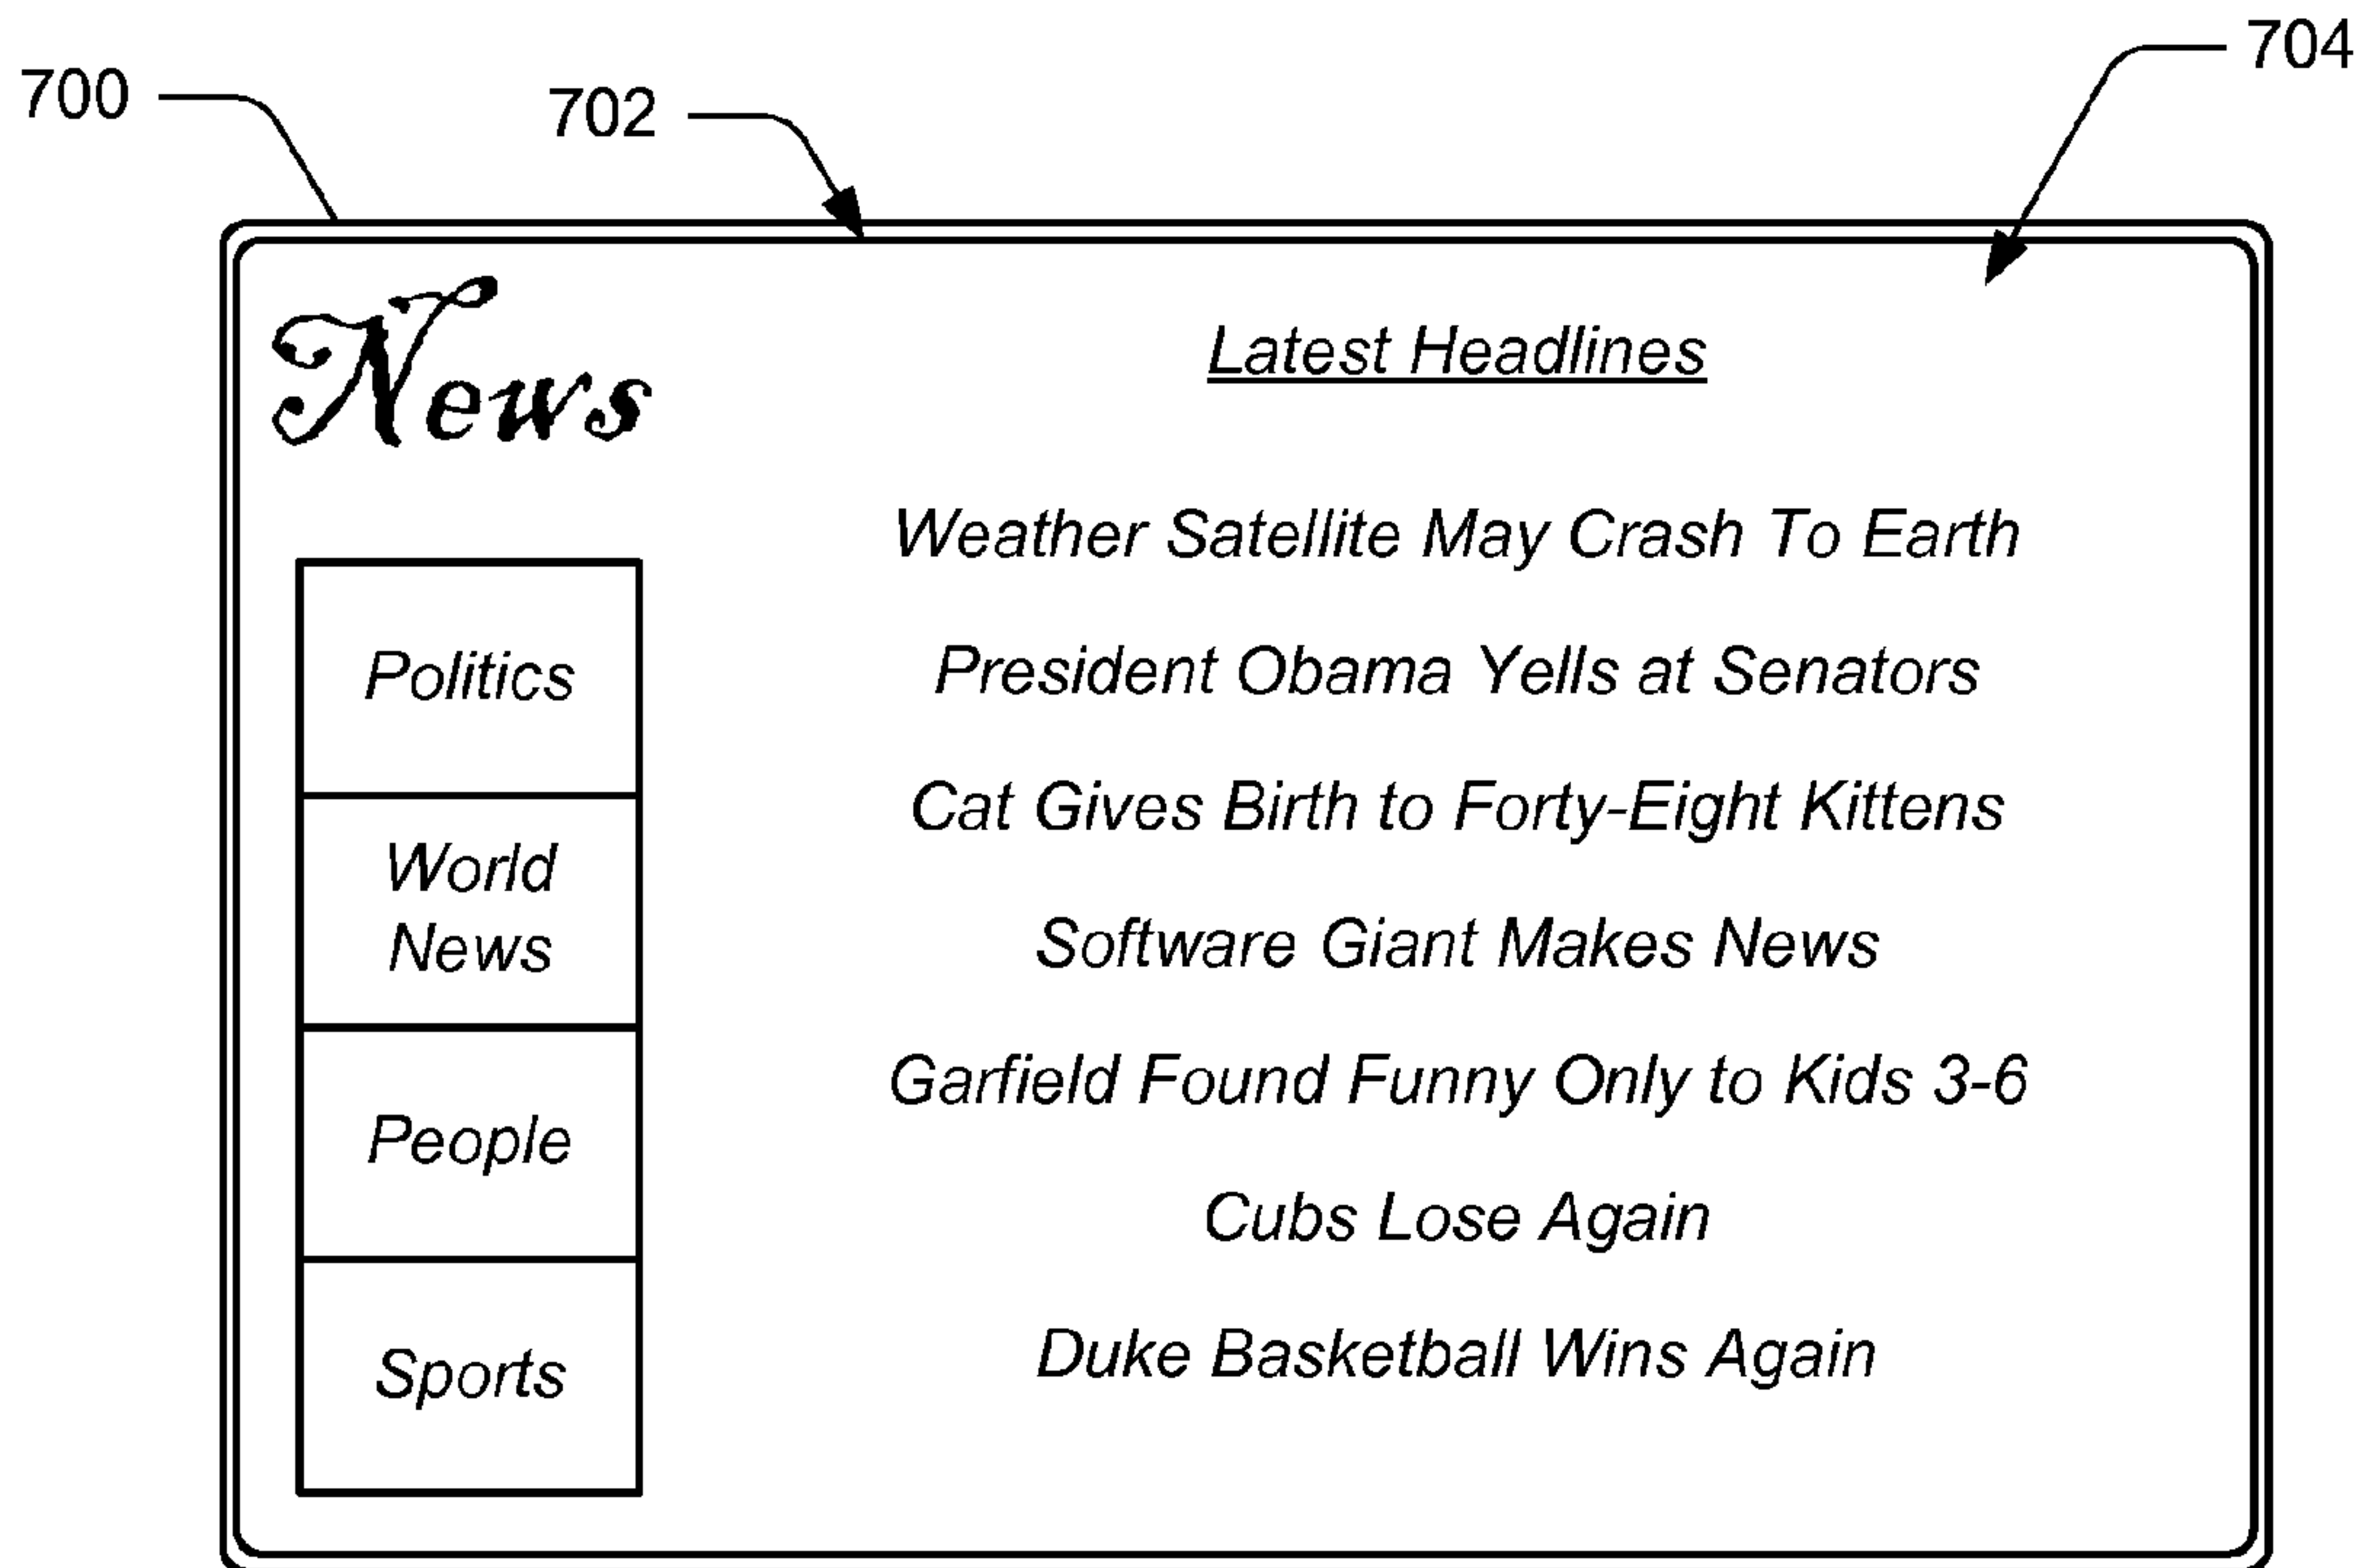 700
702
704
News
Latest Headlines
Politics
World
News
People
Sports
Weather Satellite May Crash To Earth
President Obama Yells at Senators
Cat Gives Birth to Forty-Eight Kittens
Software Giant Makes News
Garfield Found Funny Only to Kids 3-6
Cubs Lose Again
Duke Basketball Wins Again